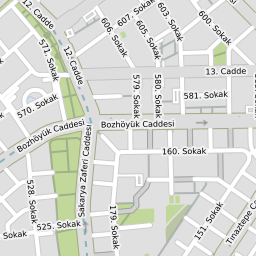 607. Sokak
600. Sokak
606. Sokak
605. Sokak
603. Sokak
12. Cadde
571. Sokak
13. Cadde
579. Sokak
580. Sokak
581. Sokak
570. Sokak
12. Cadde
Bozhöyük Caddesi
Bozhöyük Caddesi
160. Sokak
Sakarya Zaferi Caddesi
528. Sokak
179. Sokak
151. Sokak
Tınaztepe Ca
525. Sokak
Sokak